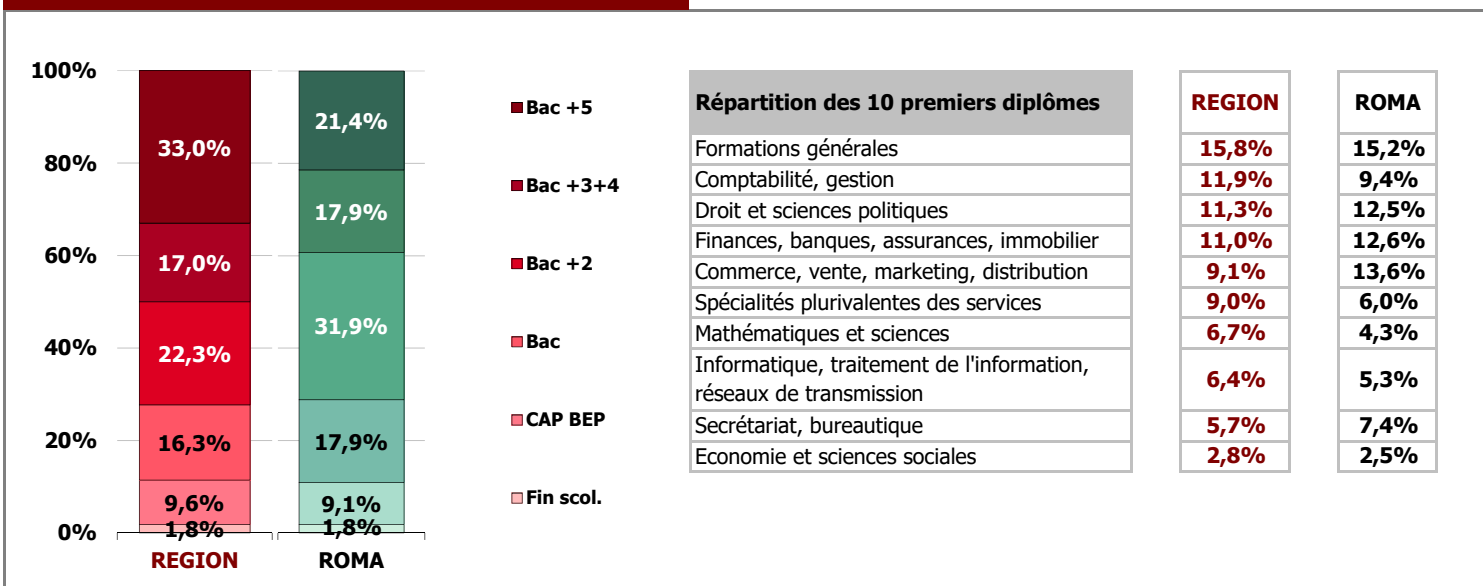 100%
80%
60%
40%
20%
0%
33,0%
17,0%
22,3%
16,3%
9,6%
1,8%
REGION
21,4%
17,9%
31,9%
17,9%
9,1%
1,8%
ROMA
Bac +5
Bac +3+4
Bac +2
Bac
CAP BEP
Fin scol.
Répartition des 10 premiers diplômes REGION ROMA
Formations générales 15,8% 15,2%
Comptabilité, gestion 11,9% 9,4%
Droit et sciences politiques 11,3% 12,5%
Finances, banques, assurances, immobilier 11,0% 12,6%
Commerce, vente, marketing, distribution 9,1% 13,6%
Spécialités plurivalentes des services 9,0% 6,0%
Mathématiques et sciences 6,7% 4,3%
Informatique, traitement de l'information,
réseaux de transmission 6,4% 5,3%
Secrétariat, bureautique 5,7% 7,4%
Economie et sciences sociales 2,8% 2,5%